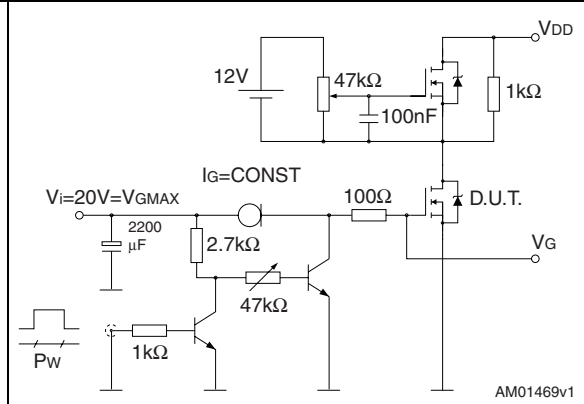 VDD
12V
47kΩ
1kΩ
100nF
IG=CONST
Vi=20V=VGMAX
100Ω
D.U.T.
2200
μF
2.7kΩ
VG
47kΩ
1kΩ
PW
AM01469v1